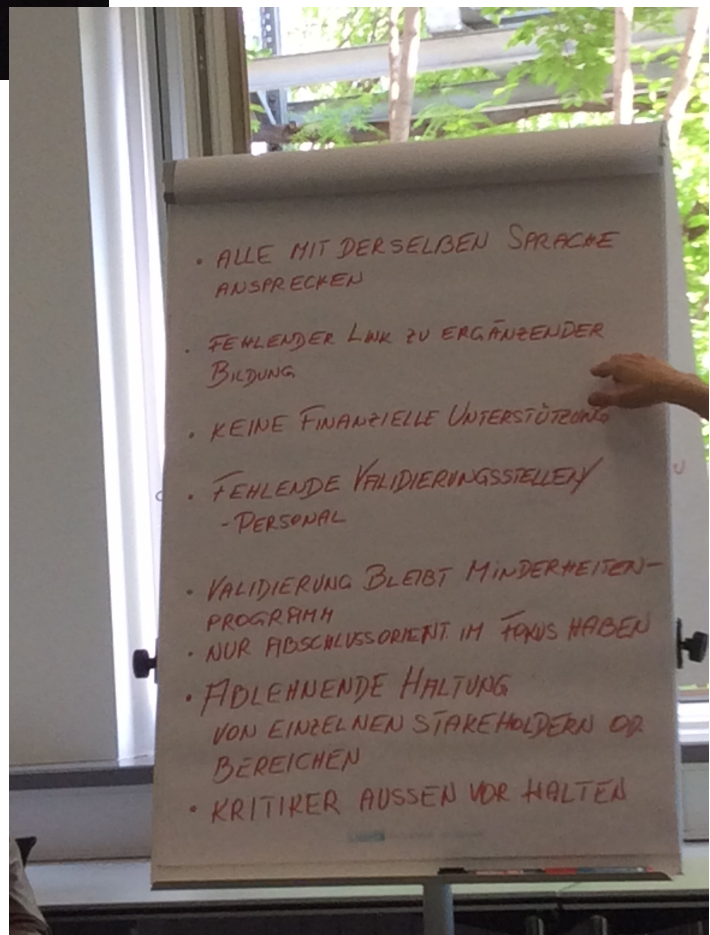 • ALLE MIT DERSELBEN SPRACHE
ANSPRECHEN
• FEHLENDER LINK ZU ERGÄNZENDER
BILDUNG
• KEINE FINANZIELLE UNTERSTÜTZUNG
• FEHLENDE VALIDIERUNGSSTELLEN/
-PERSONAL
• VALIDIERUNG BLEIBT MINDERHEITEN-
PROGRAMM
• NUR ABSCHLUSSORIENT IM FOKUS HABEN
• ABLEHNENDE HALTUNG
VON EINZELNEN STAKEHOLDERN OD
BEREICHEN
• KRITIKER AUSSEN VOR HALTEN